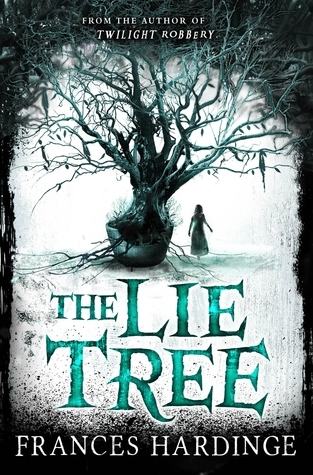 FROM THE AUTHOR OF
TWILIGHT ROBBERY
THE LIE
TREE
FRANCES HARDINGE